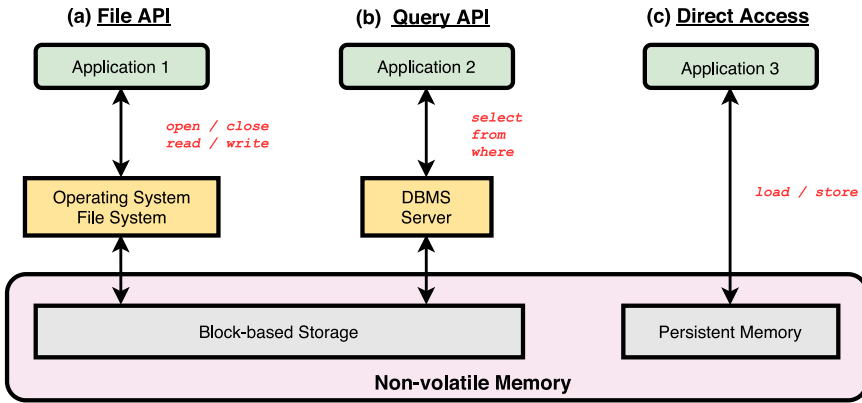 (a) File API
(b) Query API
(c) Direct Access
Application 1
Application 2
Application 3
open / close
read / write
select
from
where
load / store
Operating System
File System
DBMS
Server
Block-based Storage
Persistent Memory
Non-volatile Memory